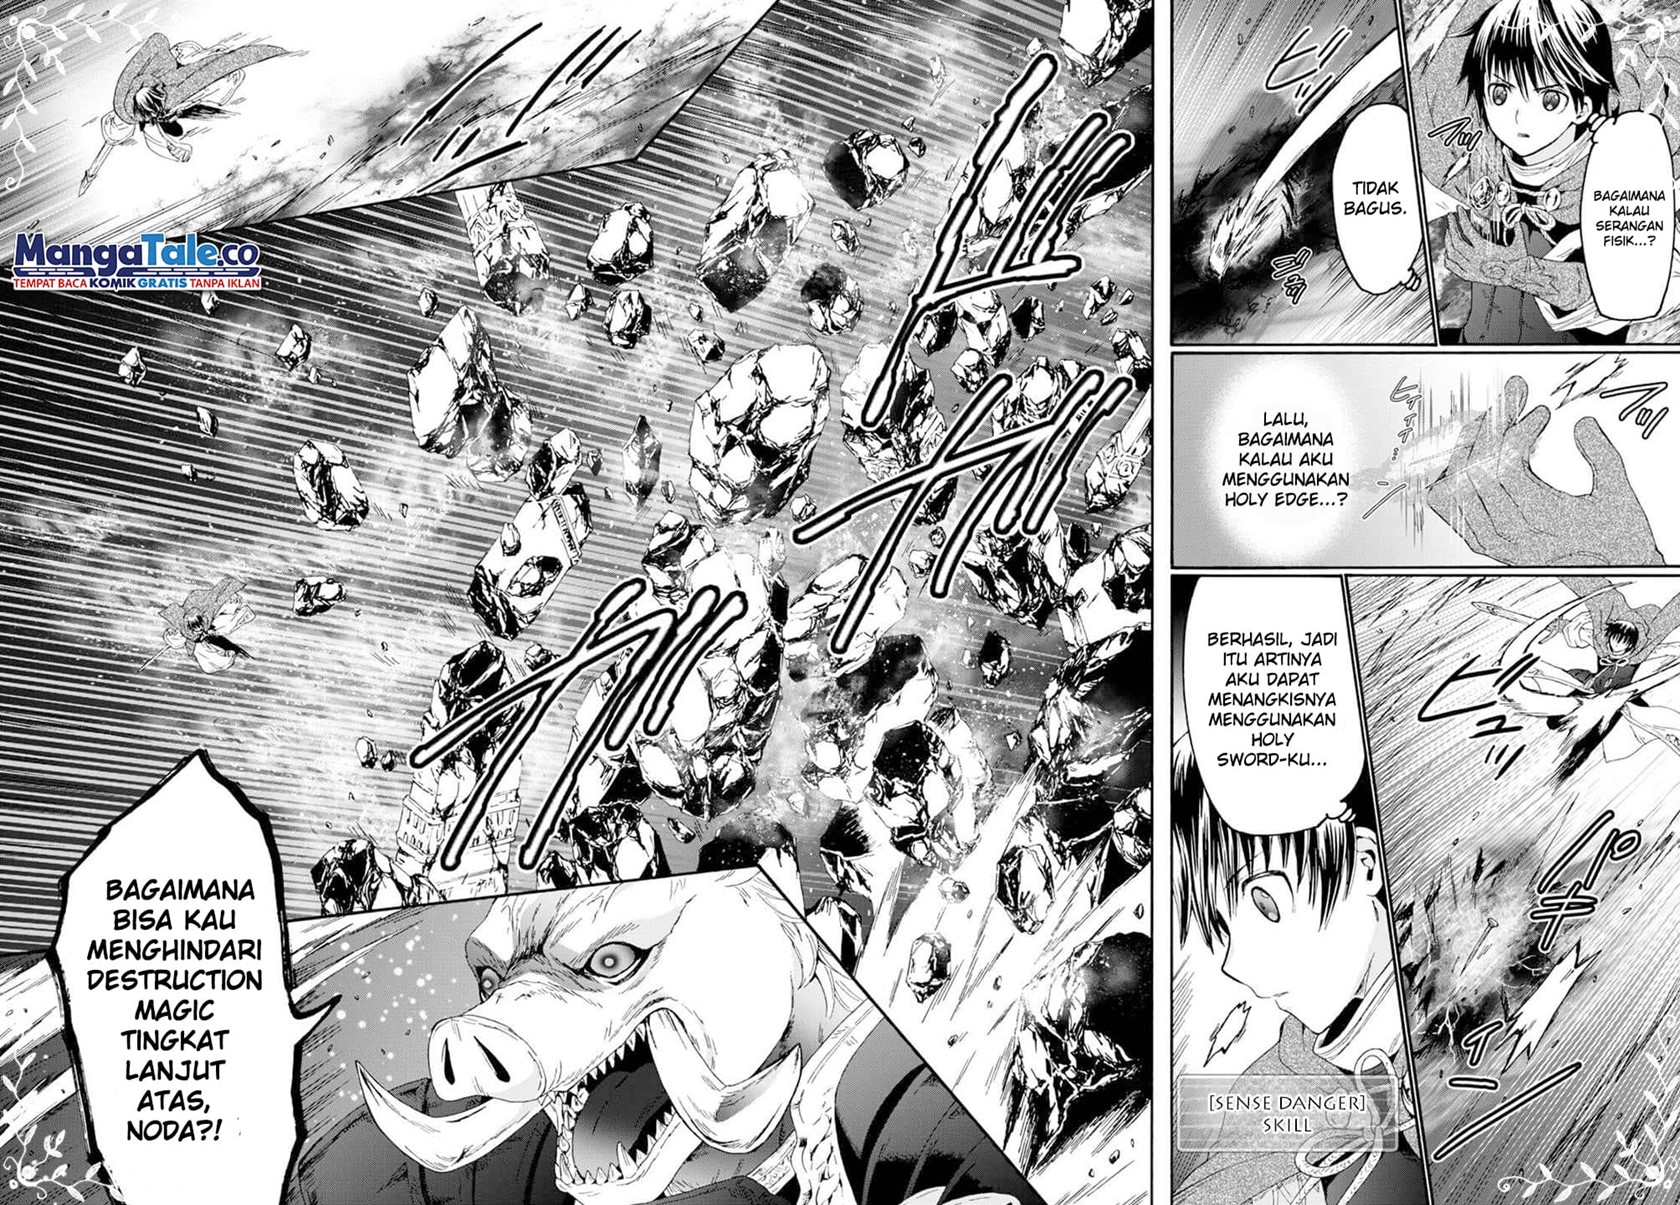 BAGAIMANA
KALAU
SERANGAN
FISIK...?
TIDAK
BAGUS.
LALU,
BAGAIMANA
KALAU AKU
MENGGUNAKAN
HOLY EDGE...?
BERHASIL, JADI
ITU ARTINYA
AKU DAPAT
MENANGKISNYA
MENGGUNAKAN
HOLY
SWORD-KU...
[SENSE DANGER]
SKILL
MangaTale.co
TEMPAT BACA KOMIK GRATIS TANPA IKLAN
BAGAIMANA
BISA KAU
MENGHINDARI
DESTRUCTION
MAGIC
TINGKAT
LANJUT
ATAS,
NODA?!